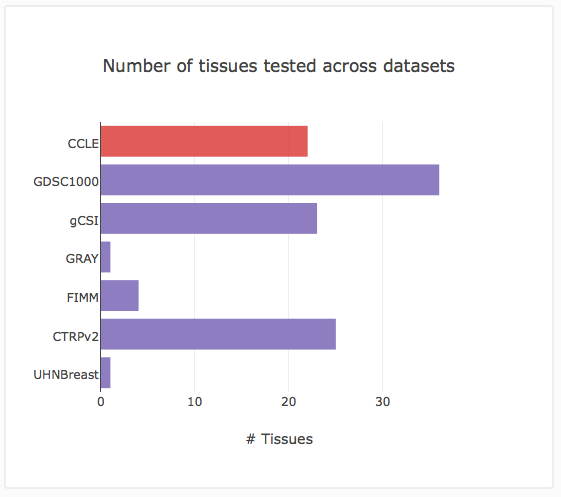 Number of tissues tested across datasets
CCLE
GDSC1000
gCSI
GRAY
FIMM
CTRPv2
UHNBreast
0 10 20 30
# Tissues